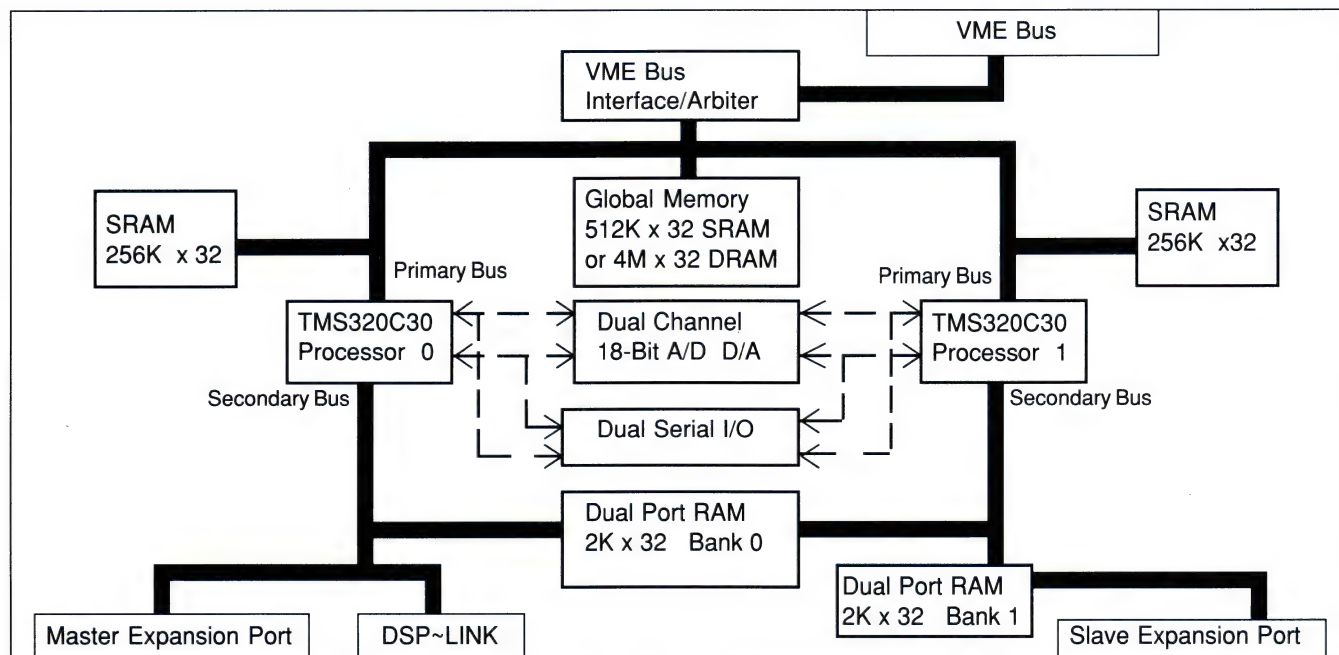 VME Bus
VME Bus
Interface/Arbiter
SRAM
256K x 32
Global Memory
512K x 32 SRAM
or 4M x 32 DRAM
SRAM
256K x32
Primary Bus
Primary Bus
TMS320C30
Processor 0
Dual Channel
18-Bit A/D D/A
TMS320C30
Processor 1
Secondary Bus
Secondary Bus
Dual Serial I/O
Dual Port RAM
2K x 32 Bank 0
Dual Port RAM
2K x 32 Bank 1
Master Expansion Port
DSP~LINK
Slave Expansion Port